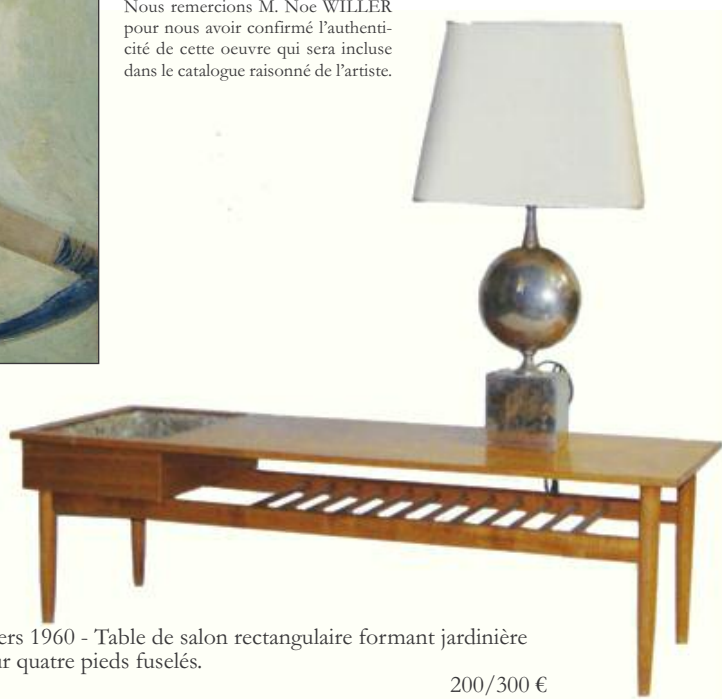 Nous remercions M. Noe WILLER
pour nous avoir confirmé l'authenti-
cité de cette oeuvre qui sera incluse
dans le catalogue raisonné de l'artiste.
ers 1960 - Table de salon rectangulaire formant jardinière
ur quatre pieds fuselés.
200/300 €